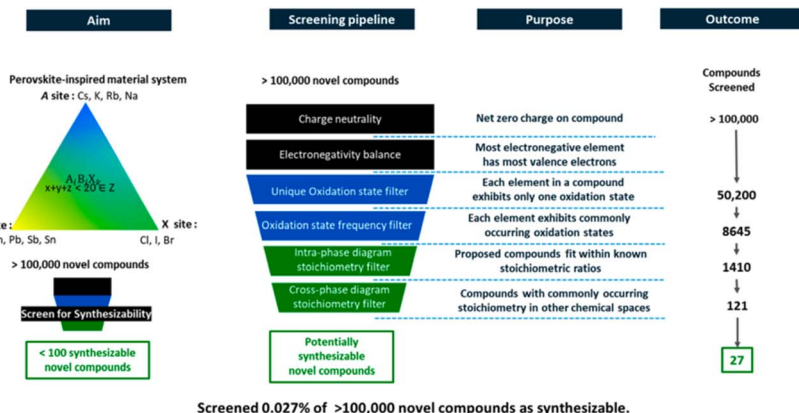 Aim
Screening pipeline
Purpose
Outcome
Perovskite-inspired material system
A site : Cs, K, Rb, Na
AᵢBᵢXₖ
x+y+z < 20 ∈ Z
te:
X site :
n, Pb, Sb, Sn
Cl, I, Br
> 100,000 novel compounds
Screen for Synthesizability
< 100 synthesizable
novel compounds
> 100,000 novel compounds
Charge neutrality
Electronegativity balance
Unique Oxidation state filter
Oxidation state frequency filter
Intra-phase diagram
stoichiometry filter
Cross-phase diagram
stoichiometry filter
Potentially
synthesizable
novel compounds
Net zero charge on compound
Most electronegative element
has most valence electrons
Each element in a compound
exhibits only one oxidation state
Each element exhibits commonly
occurring oxidation states
Proposed compounds fit within known
stoichiometric ratios
Compounds with commonly occurring
stoichiometry in other chemical spaces
Compounds
Screened
> 100,000
50,200
8645
1410
121
27
Screened 0.027% of >100,000 novel compounds as synthesizable.